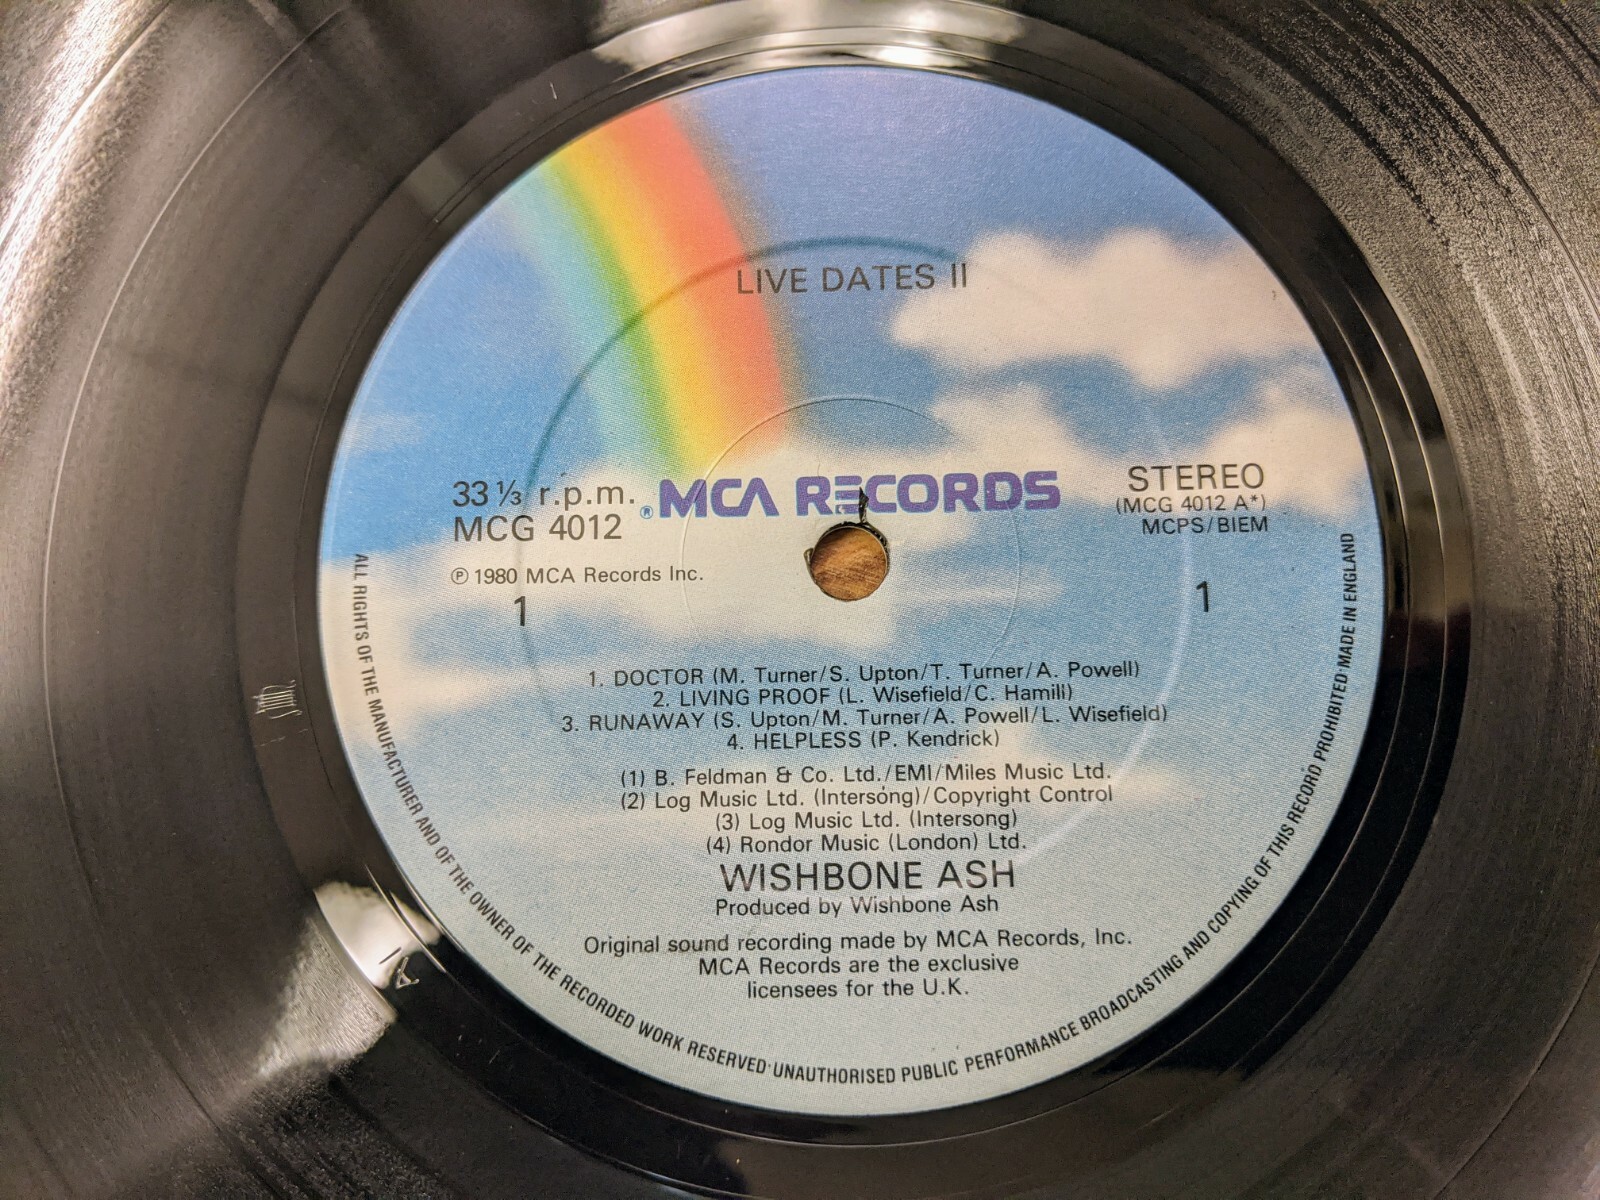 LIVE DATES II
33 ⅓ r.p.m.
MCG 4012
® MCA RECORDS
STEREO
(MCG 4012 A*)
MCPS/BIEM
℗ 1980 MCA Records Inc.
1
1
1. DOCTOR (M. Turner/S. Upton/T. Turner/A. Powell)
2. LIVING PROOF (L. Wisefield/C. Hamill)
3. RUNAWAY (S. Upton/M. Turner/A. Powell/L. Wisefield)
4. HELPLESS (P. Kendrick)
(1) B. Feldman & Co. Ltd./EMI/Miles Music Ltd.
(2) Log Music Ltd. (Intersong)/Copyright Control
(3) Log Music Ltd. (Intersong)
(4) Rondor Music (London) Ltd.
WISHBONE ASH
Produced by Wishbone Ash
Original sound recording made by MCA Records, Inc.
MCA Records are the exclusive
licensees for the U.K.
ALL RIGHTS OF THE MANUFACTURER AND OF THE OWNER OF THE RECORDED WORK RESERVED·UNAUTHORISED PUBLIC PERFORMANCE BROADCASTING AND COPYING OF THIS RECORD PROHIBITED·MADE IN ENGLAND